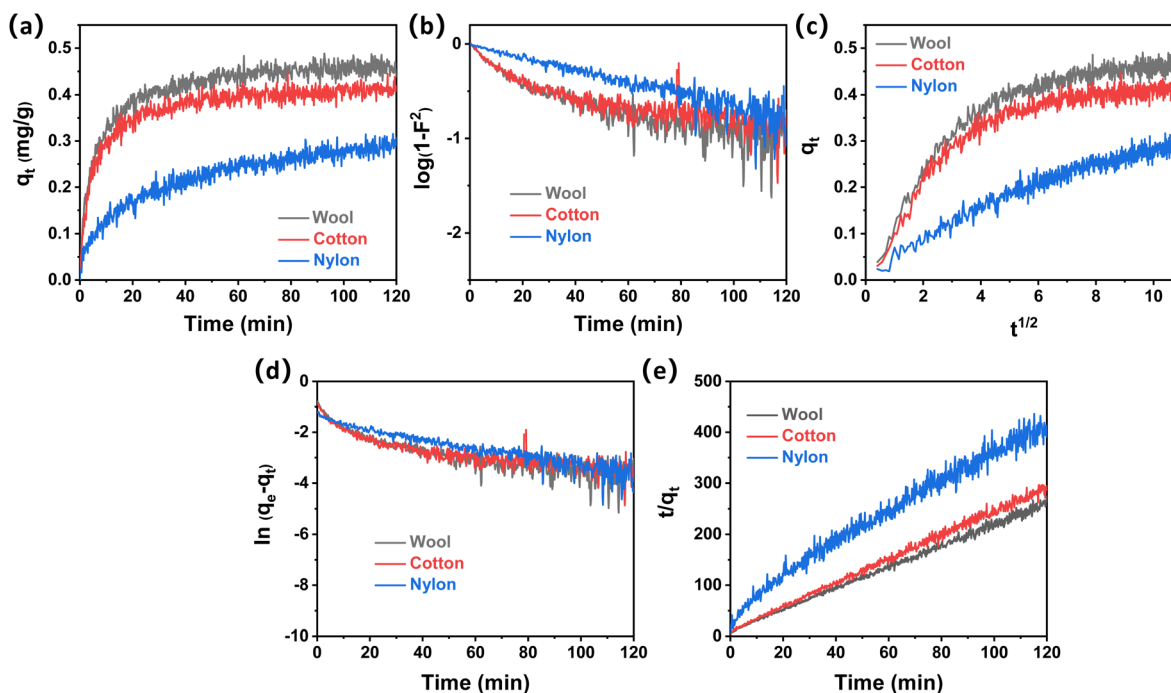 (a)
q_t (mg/g)
0.5
0.4
0.3
0.2
0.1
0.0
Wool
Cotton
Nylon
0 20 40 60 80 100 120
Time (min)
(b)
log(1-F²)
0
-1
-2
Wool
Cotton
Nylon
0 20 40 60 80 100 120
Time (min)
(c)
q_t
0.5
0.4
0.3
0.2
0.1
0.0
Wool
Cotton
Nylon
0 2 4 6 8 10
t^1/2
(d)
ln (q_e-q_t)
0
-2
-4
-6
-8
-10
Wool
Cotton
Nylon
0 20 40 60 80 100 120
Time (min)
(e)
t/q_t
500
400
300
200
100
0
Wool
Cotton
Nylon
0 20 40 60 80 100 120
Time (min)